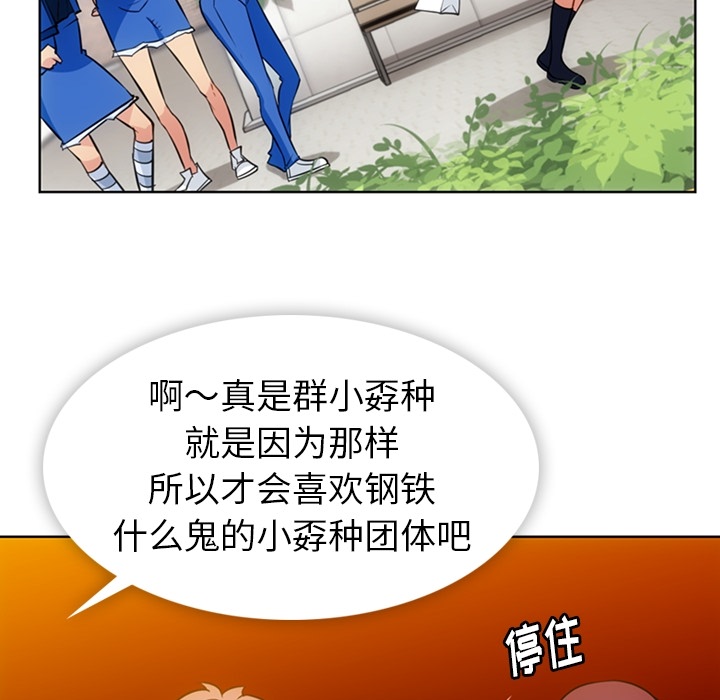 啊～真是群小孬种
就是因为那样
所以才会喜欢钢铁
什么鬼的小孬种团体吧
停住